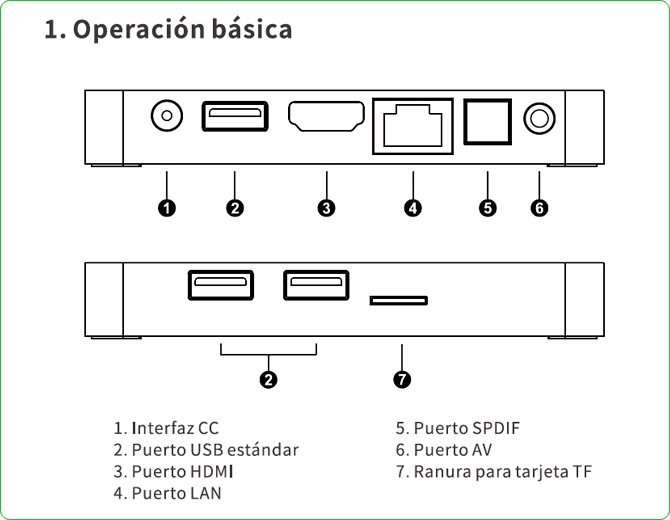 1. Operación básica
1 2 3 4 5 6
2 7
1. Interfaz CC
2. Puerto USB estándar
3. Puerto HDMI
4. Puerto LAN
5. Puerto SPDIF
6. Puerto AV
7. Ranura para tarjeta TF